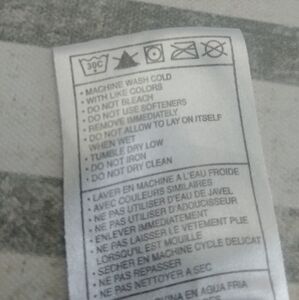 30C
• MACHINE WASH COLD
• WITH LIKE COLORS
• DO NOT BLEACH
• DO NOT USE SOFTENERS
• REMOVE IMMEDIATELY
• DO NOT ALLOW TO LAY ON ITSELF
WHEN WET
• TUMBLE DRY LOW
• DO NOT IRON
• DO NOT DRY CLEAN
• LAVER EN MACHINE A L'EAU FROIDE
• AVEC COULEURS SIMILAIRES
• NE PAS UTILISER D'EAU DE JAVEL
• NE PAS UTILISER D'ADOUCISSEUR
• ENLEVER IMMEDIATEMENT
• NE PAS LAISSER LE VETEMENT PLIE
LORSQU'IL EST MOUILLE
• SECHER EN MACHINE CYCLE DELICAT
• NE PAS REPASSER
• NE PAS NETTOYER A SEC
EN AGUA FRIA